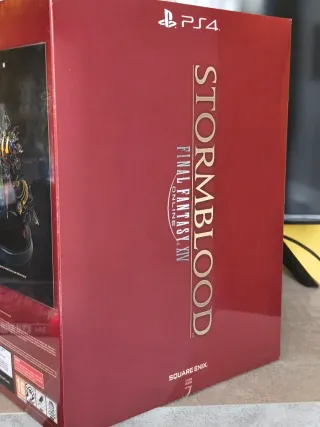 PS4
STORMBLOOD
FINAL FANTASY XIV
ONLINE
SQUARE ENIX